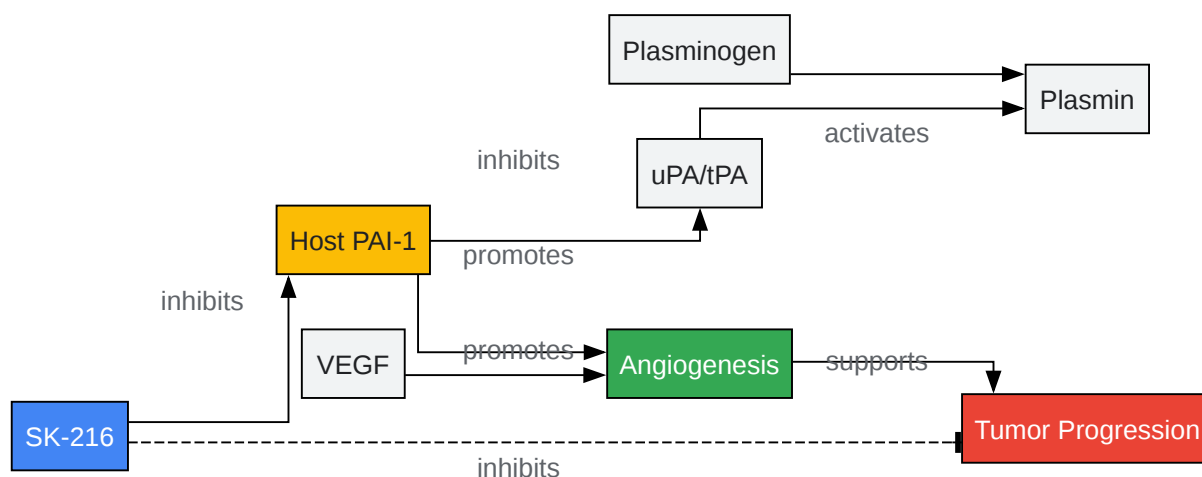 Plasminogen
Plasmin
activates
inhibits
uPA/tPA
Host PAI-1
promotes
inhibits
VEGF
promotes
Angiogenesis
supports
SK-216
Tumor Progression
inhibits